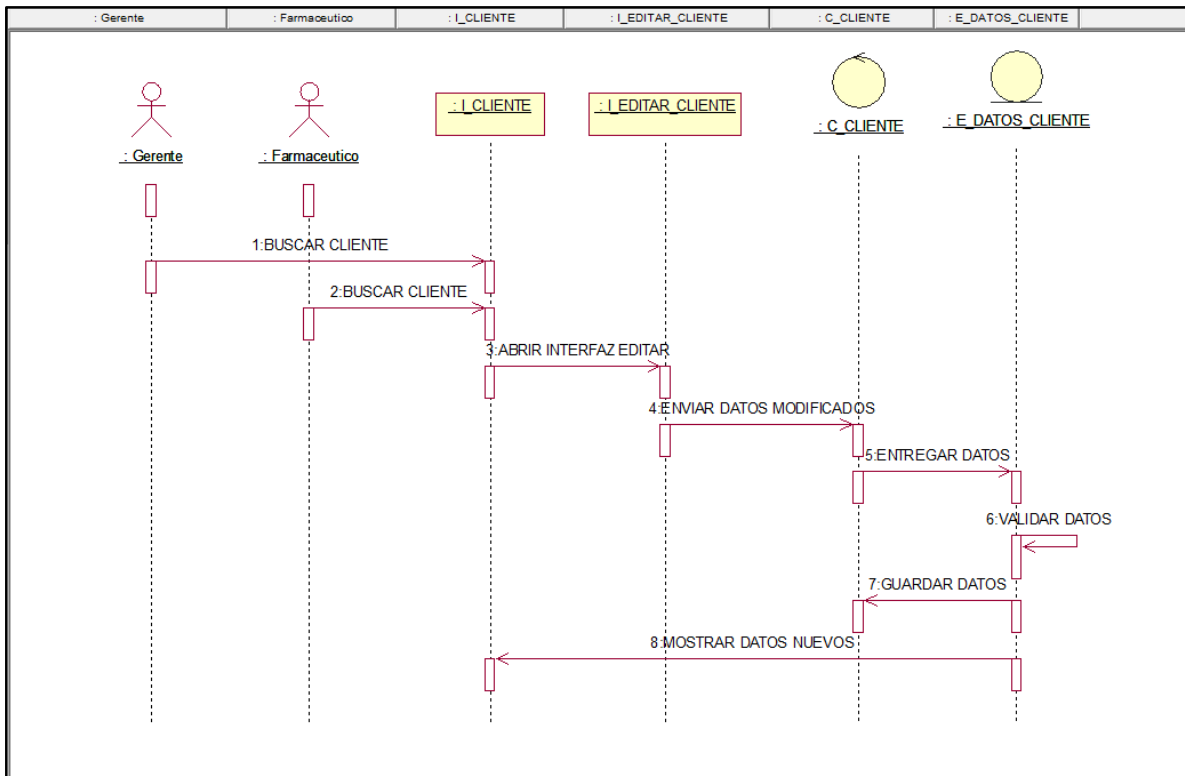 : Gerente
: Farmaceutico
: I_CLIENTE
: I_EDITAR_CLIENTE
: C_CLIENTE
: E_DATOS_CLIENTE
: I_CLIENTE
: I_EDITAR_CLIENTE
: C_CLIENTE
: E_DATOS_CLIENTE
: Gerente
: Farmaceutico
1:BUSCAR CLIENTE
2:BUSCAR CLIENTE
3:ABRIR INTERFAZ EDITAR
4:ENVIAR DATOS MODIFICADOS
5:ENTREGAR DATOS
6:VALIDAR DATOS
7:GUARDAR DATOS
8:MOSTRAR DATOS NUEVOS